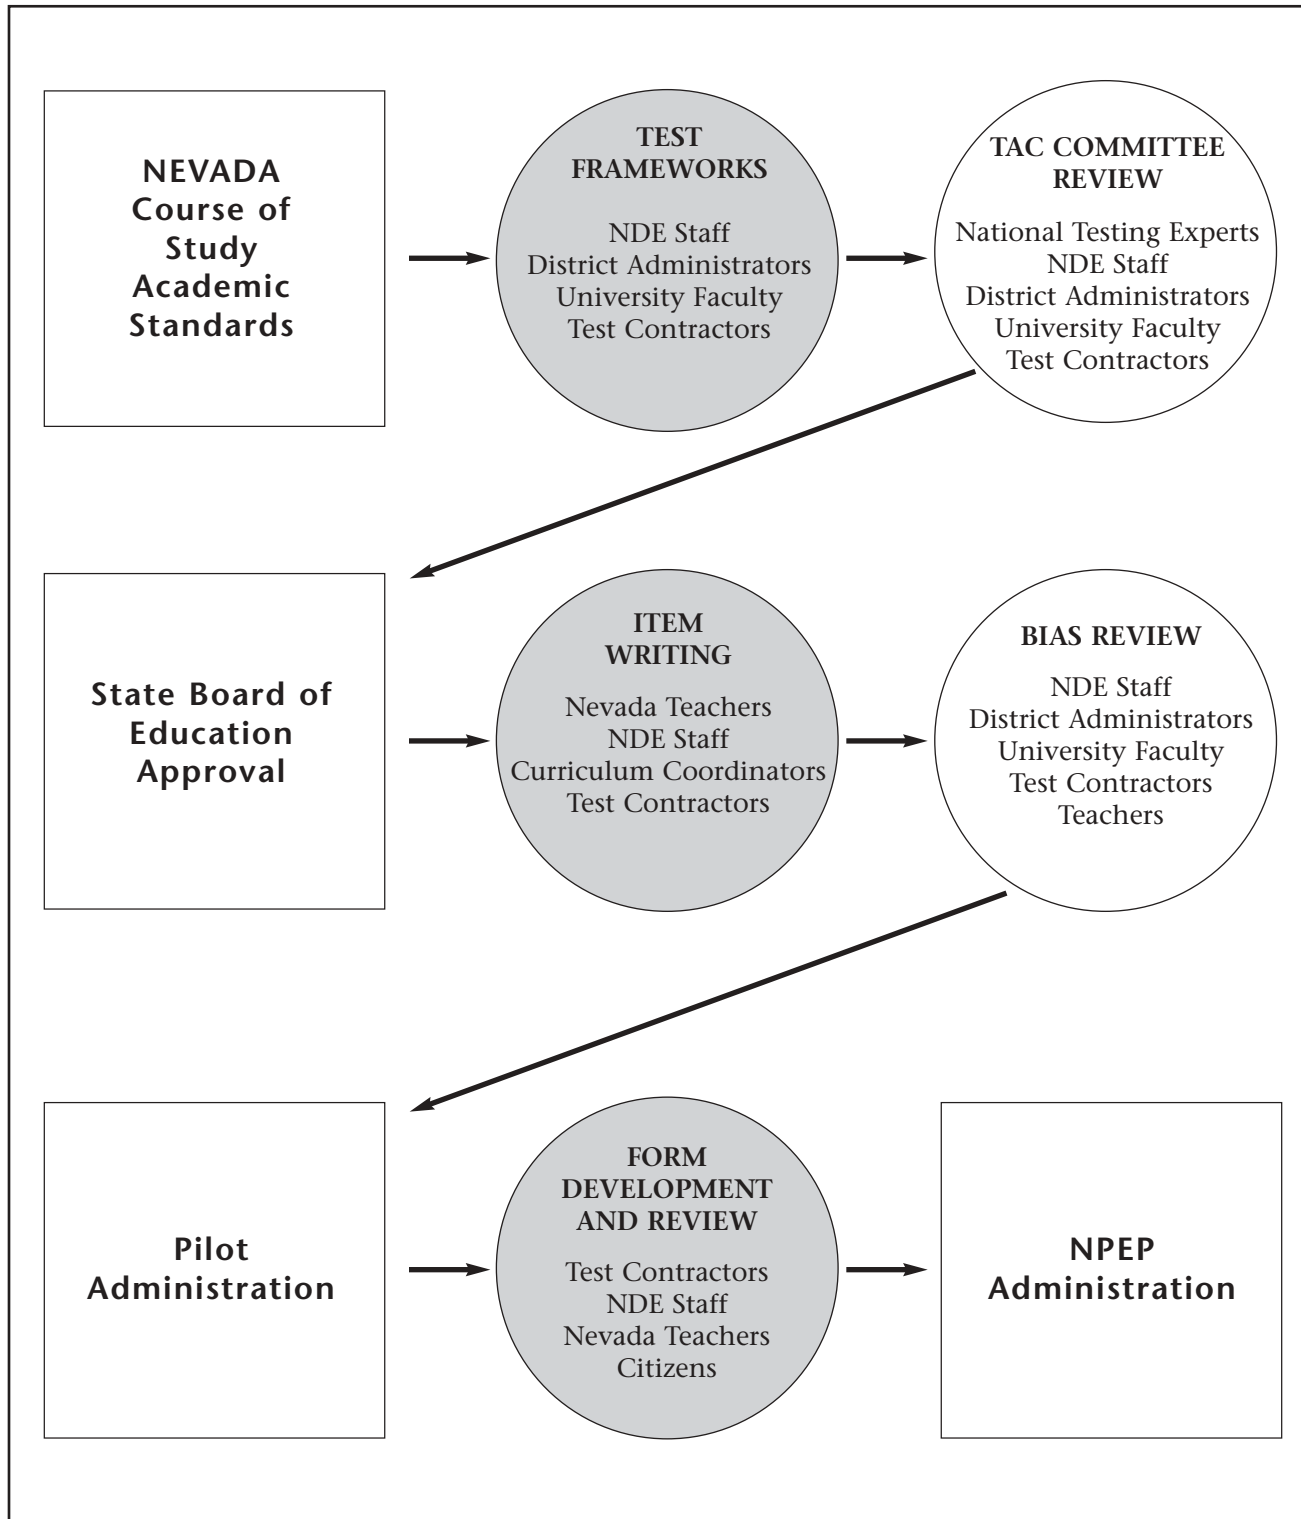 NEVADA
Course of
Study
Academic
Standards
TEST
FRAMEWORKS
NDE Staff
District Administrators
University Faculty
Test Contractors
TAC COMMITTEE
REVIEW
National Testing Experts
NDE Staff
District Administrators
University Faculty
Test Contractors
State Board of
Education
Approval
ITEM
WRITING
Nevada Teachers
NDE Staff
Curriculum Coordinators
Test Contractors
BIAS REVIEW
NDE Staff
District Administrators
University Faculty
Test Contractors
Teachers
Pilot
Administration
FORM
DEVELOPMENT
AND REVIEW
Test Contractors
NDE Staff
Nevada Teachers
Citizens
NPEP
Administration